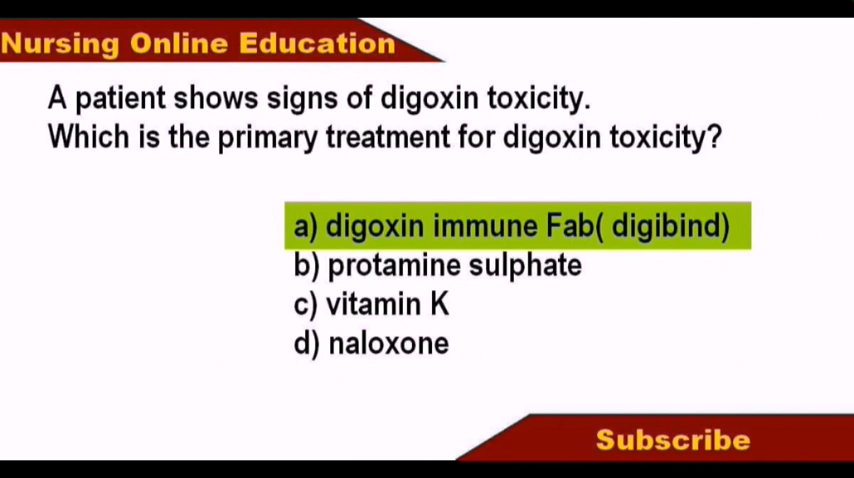 Nursing Online Education
A patient shows signs of digoxin toxicity.
Which is the primary treatment for digoxin toxicity?
a) digoxin immune Fab( digibind)
b) protamine sulphate
c) vitamin K
d) naloxone
Subscribe